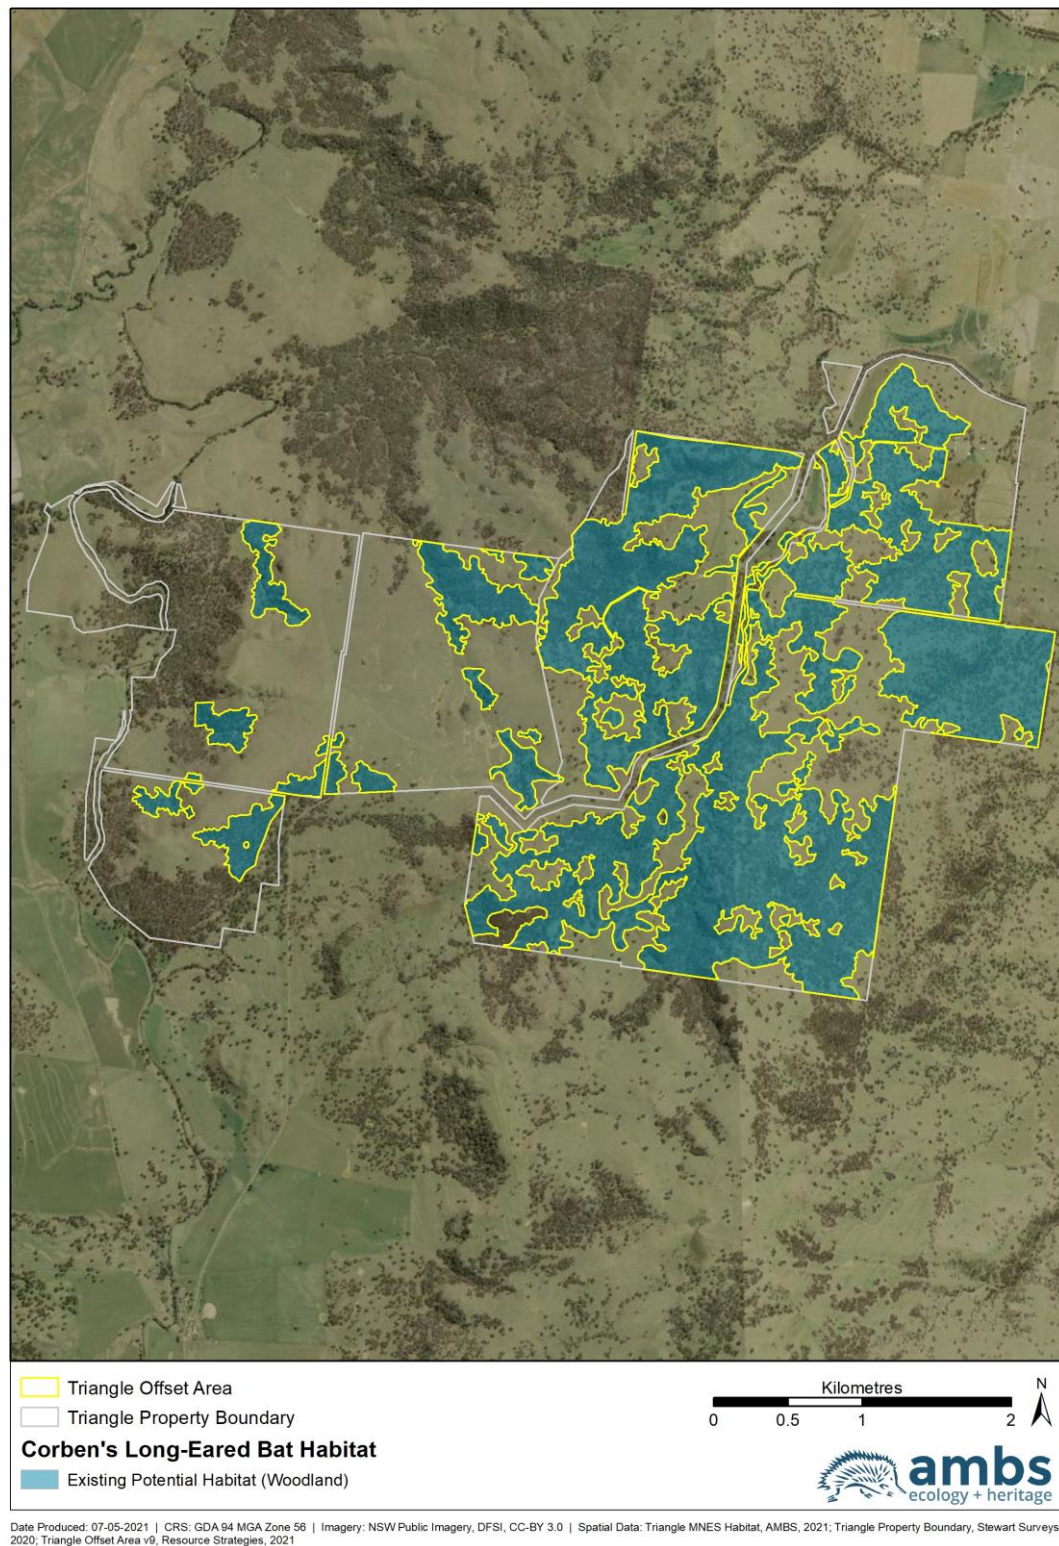 Triangle Offset Area
Triangle Property Boundary
Corben's Long-Eared Bat Habitat
Existing Potential Habitat (Woodland)
Kilometres
0 0.5 1 2
N
ambs
ecology + heritage
Date Produced: 07-05-2021 | CRS: GDA 94 MGA Zone 56 | Imagery: NSW Public Imagery, DFSI, CC-BY 3.0 | Spatial Data: Triangle MNES Habitat, AMBS, 2021; Triangle Property Boundary, Stewart Surveys
2020; Triangle Offset Area v9, Resource Strategies, 2021